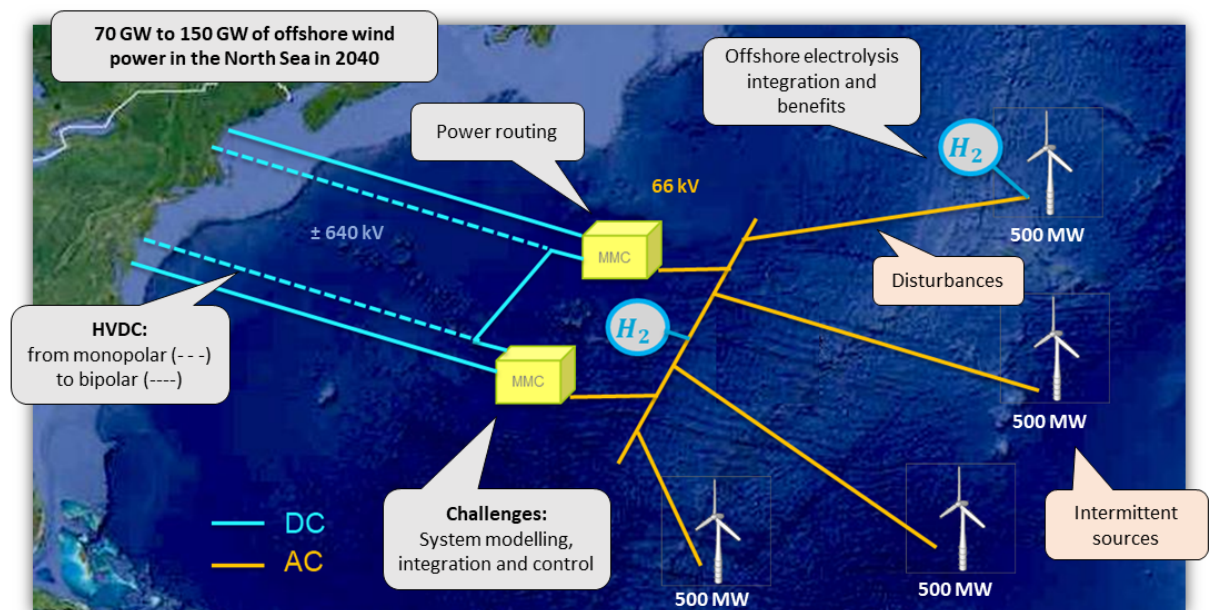 70 GW to 150 GW of offshore wind
power in the North Sea in 2040
Offshore electrolysis
integration and
benefits
Power routing
H₂
66 kV
± 640 kV
MMC
500 MW
Disturbances
HVDC:
from monopolar (- - -)
to bipolar (----)
H₂
MMC
500 MW
Challenges:
System modelling,
integration and control
DC
AC
Intermittent
sources
500 MW
500 MW